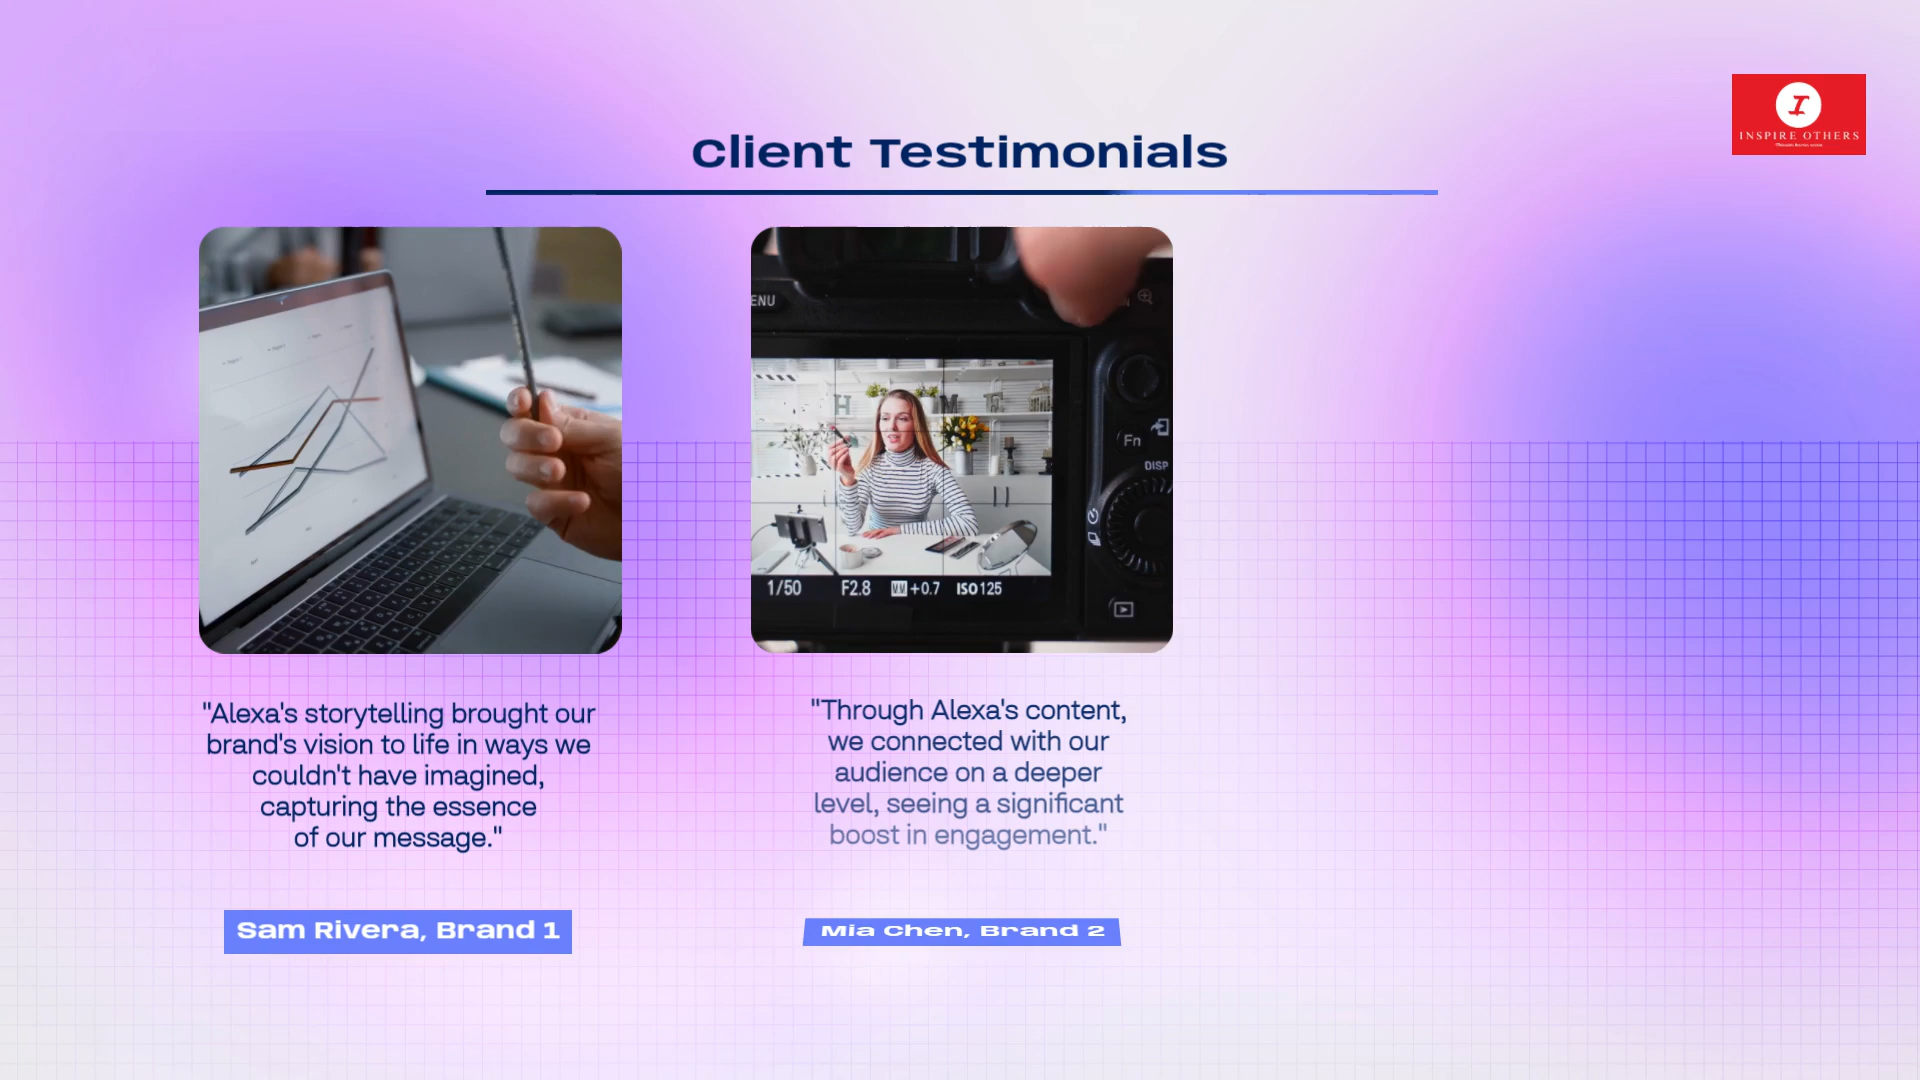 Client Testimonials
I
INSPIRE OTHERS
ENU
H M E
Fn
DISP
1/50 F2.8 +0.7 ISO 125
"Alexa's storytelling brought our
brand's vision to life in ways we
couldn't have imagined,
capturing the essence
of our message."
Sam Rivera, Brand 1
"Through Alexa's content,
we connected with our
audience on a deeper
level, seeing a significant
boost in engagement."
Mia Chen, Brand 2